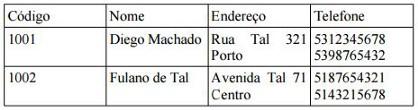 Código Nome Endereço Telefone
1001 Diego Machado Rua Tal 321 5312345678
Porto 5398765432
1002 Fulano de Tal Avenida Tal 71 5187654321
Centro 5143215678